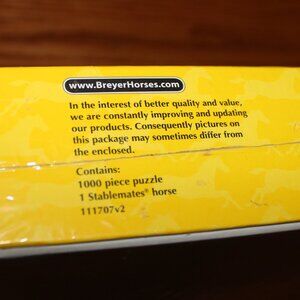 www.BreyerHorses.com
In the interest of better quality and value,
we are constantly improving and updating
our products. Consequently pictures on
this package may sometimes differ from
the enclosed.
Contains:
1000 piece puzzle
1 Stablemates® horse
111707v2